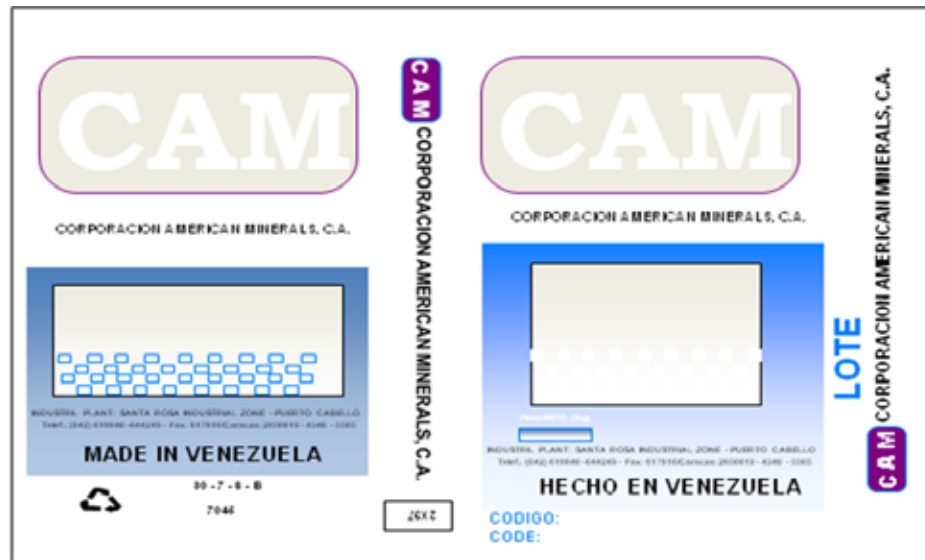 CAM
CORPORACION AMERICAN MINERALS, C.A.
INDUSTRIL PLANT: SANTA ROSA INDUSTRIAL ZONE - PUERTO CABELLO
MADE IN VENEZUELA
7046
CAM CORPORACION AMERICAN MINERALS, C.A.
CAM
CORPORACION AMERICAN MINERALS, C.A.
INDUSTRIL PLANT: SANTA ROSA INDUSTRIAL ZONE - PUERTO CABELLO
HECHO EN VENEZUELA
CODIGO:
CODE:
LOTE
CAM CORPORACION AMERICAN MINERALS, C.A.